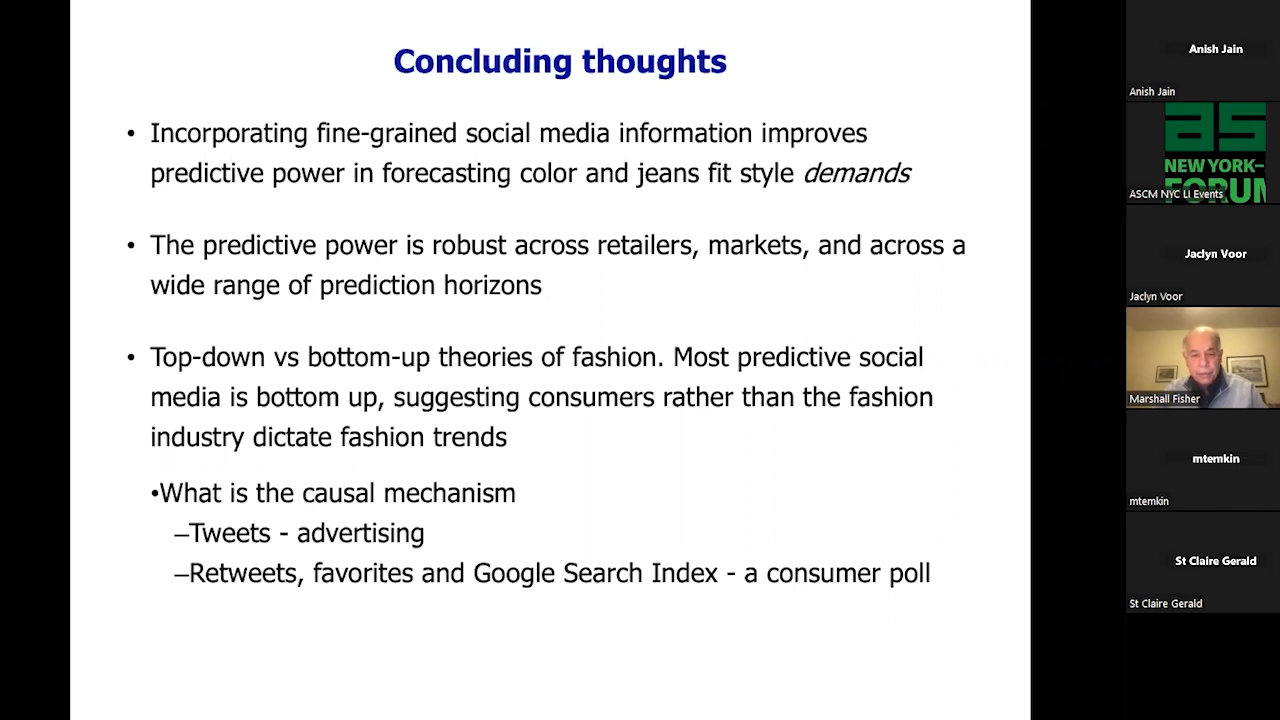 Concluding thoughts
• Incorporating fine-grained social media information improves
predictive power in forecasting color and jeans fit style demands
• The predictive power is robust across retailers, markets, and across a
wide range of prediction horizons
• Top-down vs bottom-up theories of fashion. Most predictive social
media is bottom up, suggesting consumers rather than the fashion
industry dictate fashion trends
•What is the causal mechanism
–Tweets - advertising
–Retweets, favorites and Google Search Index - a consumer poll
Anish Jain
Anish Jain
as
NEW YORK–
FORUM
ASCM NYC LI Events
Jaclyn Voor
Jaclyn Voor
Marshall Fisher
mtemkin
mtemkin
St Claire Gerald
St Claire Gerald